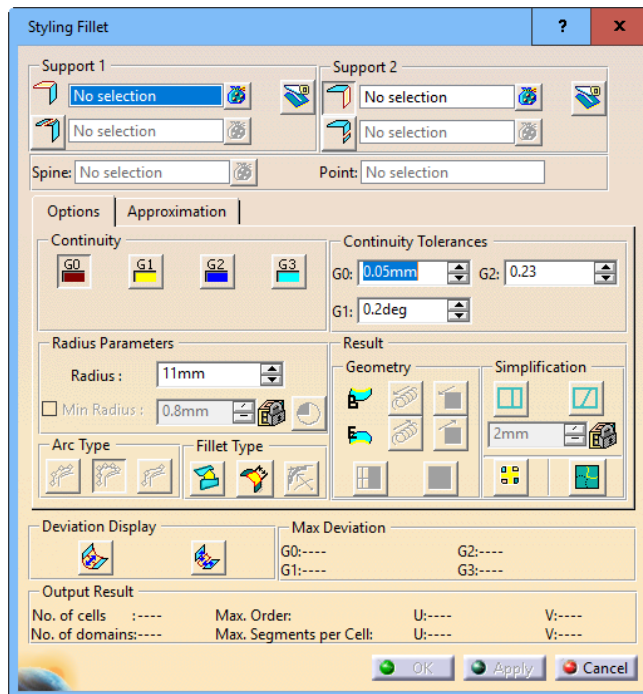 Styling Fillet ? x
Support 1 Support 2
No selection No selection
No selection No selection
Spine: No selection Point: No selection
Options Approximation
Continuity Continuity Tolerances
G0 G1 G2 G3
G0: 0.05mm G2: 0.23
G1: 0.2deg
Radius Parameters Result
Radius : 11mm Geometry Simplification
Min Radius : 0.8mm 2mm
Arc Type Fillet Type
Deviation Display Max Deviation
G0:---- G2:----
G1:---- G3:----
Output Result
No. of cells :---- Max. Order: U:---- V:----
No. of domains:---- Max. Segments per Cell: U:---- V:----
OK Apply Cancel